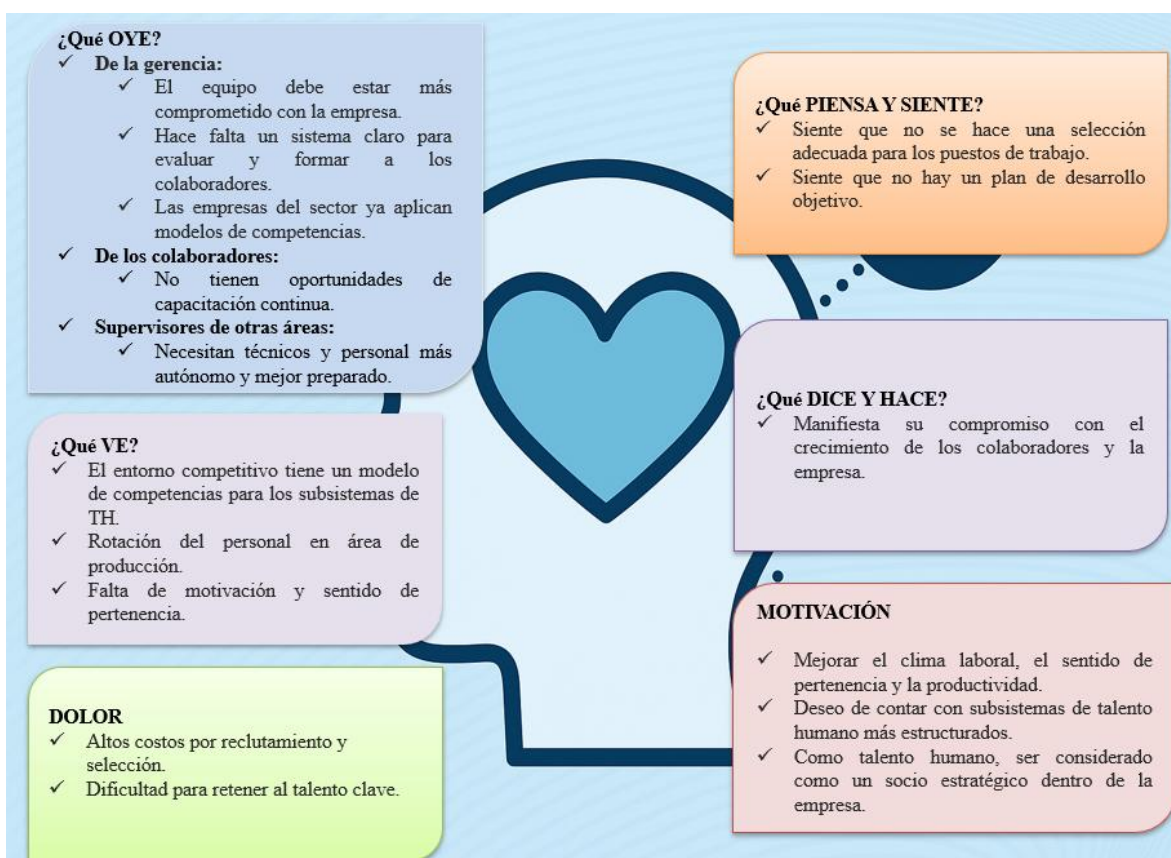 ¿Qué OYE?
✓ De la gerencia:
✓ El equipo debe estar más
comprometido con la empresa.
✓ Hace falta un sistema claro para
evaluar y formar a los
colaboradores.
✓ Las empresas del sector ya aplican
modelos de competencias.
✓ De los colaboradores:
✓ No tienen oportunidades de
capacitación continua.
✓ Supervisores de otras áreas:
✓ Necesitan técnicos y personal más
autónomo y mejor preparado.
¿Qué PIENSA Y SIENTE?
✓ Siente que no se hace una selección
adecuada para los puestos de trabajo.
✓ Siente que no hay un plan de desarrollo
objetivo.
¿Qué VE?
✓ El entorno competitivo tiene un modelo
de competencias para los subsistemas de
TH.
✓ Rotación del personal en área de
producción.
✓ Falta de motivación y sentido de
pertenencia.
¿Qué DICE Y HACE?
✓ Manifiesta su compromiso con el
crecimiento de los colaboradores y la
empresa.
DOLOR
✓ Altos costos por reclutamiento y
selección.
✓ Dificultad para retener al talento clave.
MOTIVACIÓN
✓ Mejorar el clima laboral, el sentido de
pertenencia y la productividad.
✓ Deseo de contar con subsistemas de talento
humano más estructurados.
✓ Como talento humano, ser considerado
como un socio estratégico dentro de la
empresa.